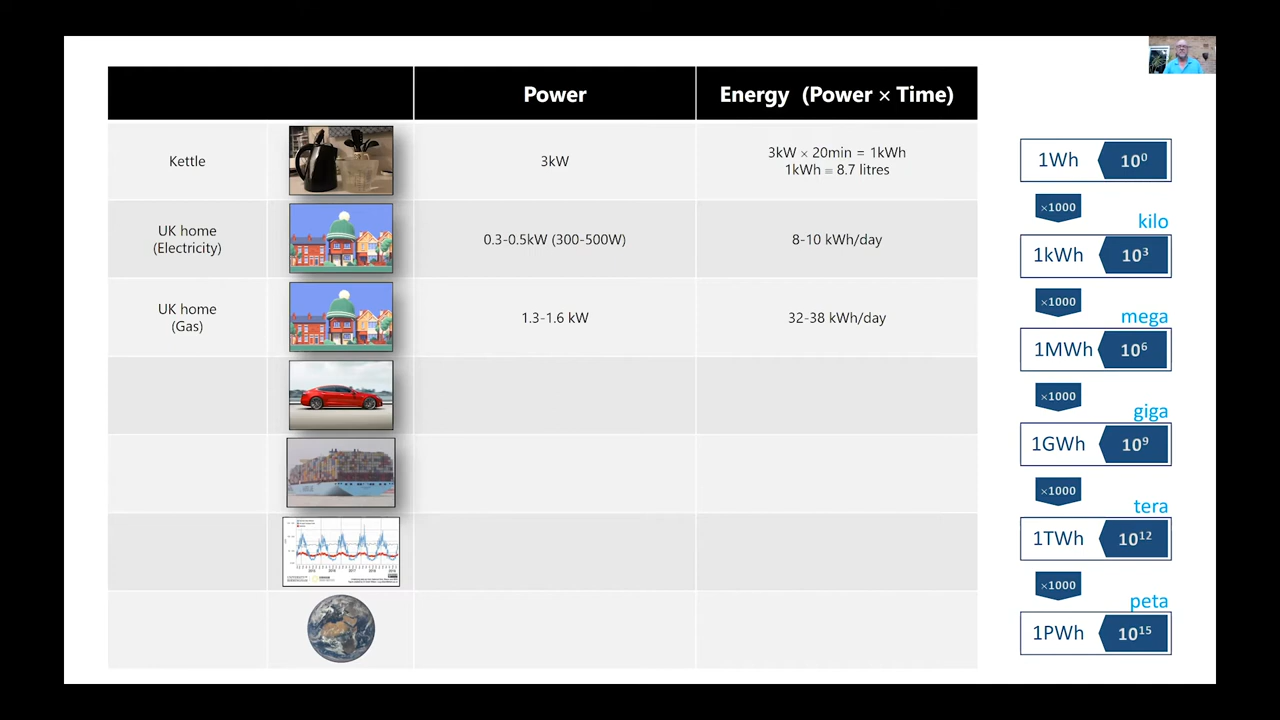 Power
Energy (Power × Time)
Kettle
3kW
3kW × 20min = 1kWh
1kWh ≡ 8.7 litres
UK home
(Electricity)
0.3-0.5kW (300-500W)
8-10 kWh/day
UK home
(Gas)
1.3-1.6 kW
32-38 kWh/day
1Wh
10⁰
×1000
kilo
1kWh
10³
×1000
mega
1MWh
10⁶
×1000
giga
1GWh
10⁹
×1000
tera
1TWh
10¹²
×1000
peta
1PWh
10¹⁵